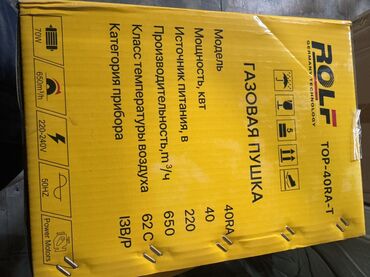 ROLF
GERMANY TECHNOLOGY
TOP-40RA-T
5
ГАЗОВАЯ ПУШКА
Модель 40RA
Мощность, квт 40
Источник питания, в 220
Производительность,m³/ч 650
Класс температуры воздуха 62 C
Категория прибора I3B/P
70W
650m³/h
220-240V
50HZ
Power Motors